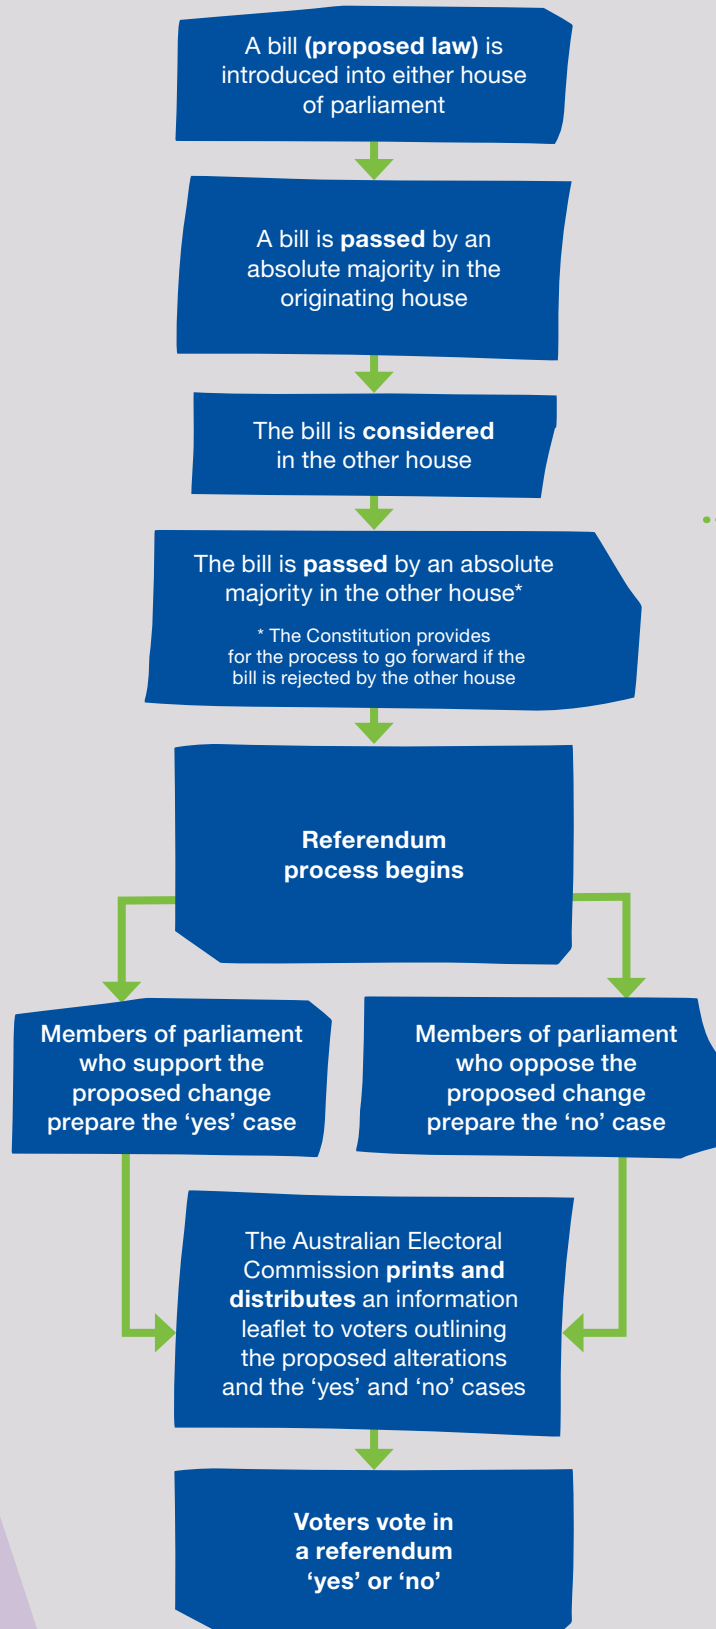 A bill (proposed law) is
introduced into either house
of parliament
A bill is passed by an
absolute majority in the
originating house
The bill is considered
in the other house
The bill is passed by an absolute
majority in the other house*
* The Constitution provides
for the process to go forward if the
bill is rejected by the other house
Referendum
process begins
Members of parliament
who support the
proposed change
prepare the ‘yes’ case
Members of parliament
who oppose the
proposed change
prepare the ‘no’ case
The Australian Electoral
Commission prints and
distributes an information
leaflet to voters outlining
the proposed alterations
and the ‘yes’ and ‘no’ cases
Voters vote in
a referendum
‘yes’ or ‘no’